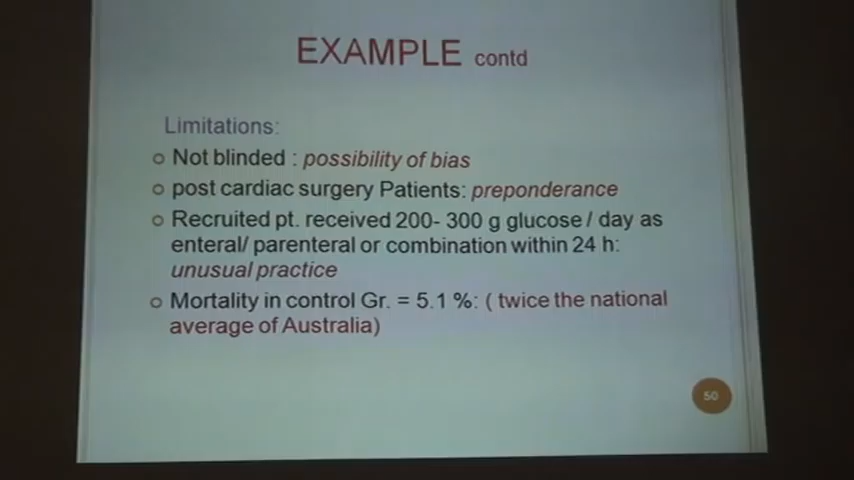 EXAMPLE contd
Limitations:
Not blinded : possibility of bias
post cardiac surgery Patients: preponderance
Recruited pt. received 200- 300 g glucose / day as
enteral/ parenteral or combination within 24 h:
unusual practice
Mortality in control Gr. = 5.1 %: ( twice the national
average of Australia)
50